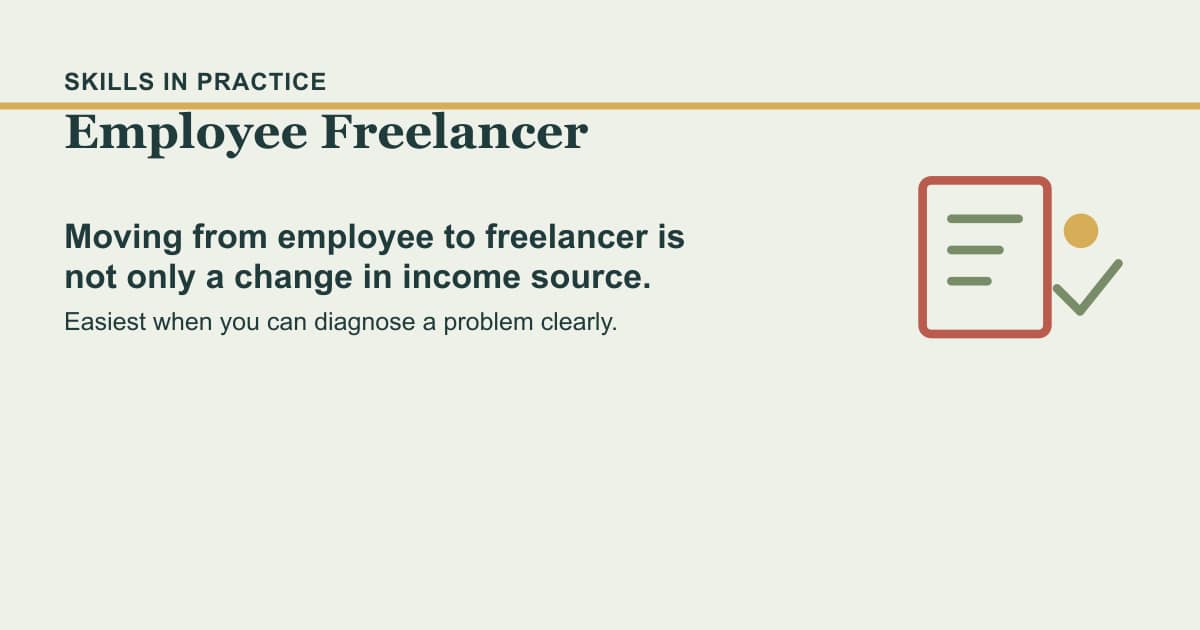 SKILLS IN PRACTICE
Employee Freelancer
Moving from employee to freelancer is
not only a change in income source.
Easiest when you can diagnose a problem clearly.